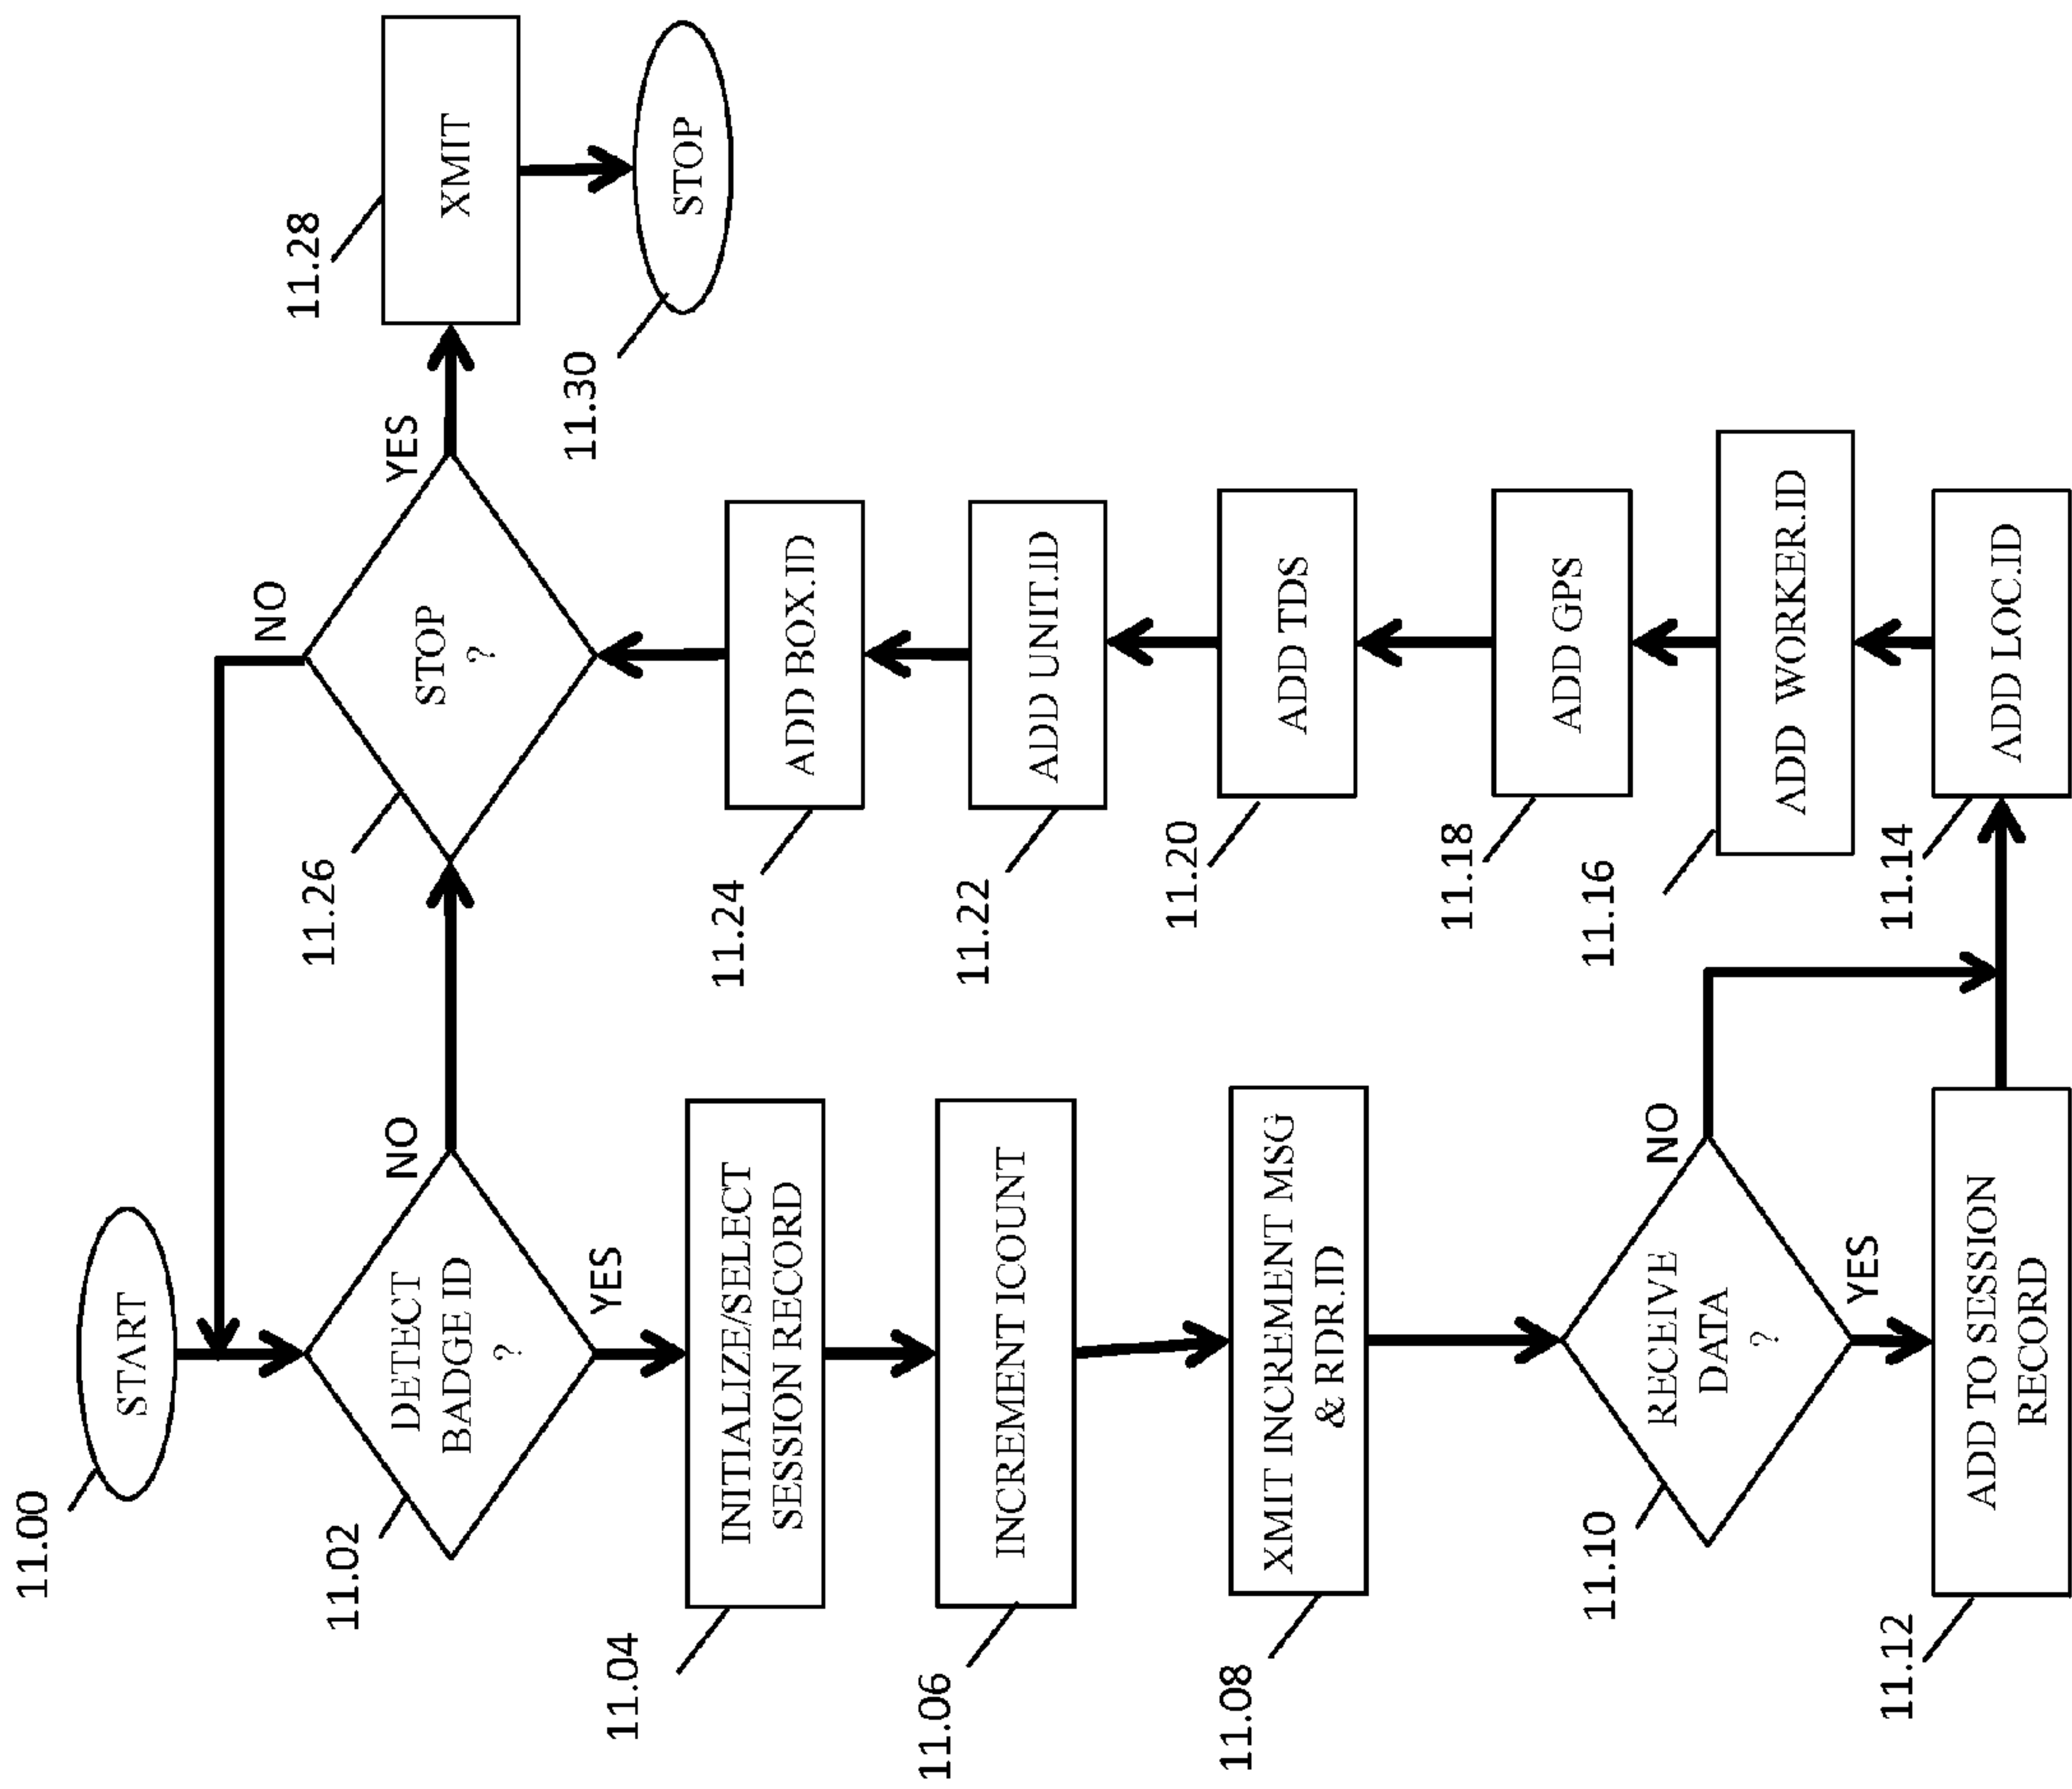 11.00
START
11.02
DETECT
BADGE ID
?
NO
YES
11.04
INITIALIZE/SELECT
SESSION RECORD
11.06
INCREMENT ICOUNT
11.08
XMIT INCREMENT MSG
& RDR.ID
11.10
RECEIVE
DATA
?
NO
YES
11.12
ADD TO SESSION
RECORD
11.14
ADD LOC.ID
11.16
ADD WORKER.ID
11.18
ADD GPS
11.20
ADD TDS
11.22
ADD UNIT.ID
11.24
ADD BOX.ID
11.26
STOP
?
NO
YES
11.28
XMIT
11.30
STOP